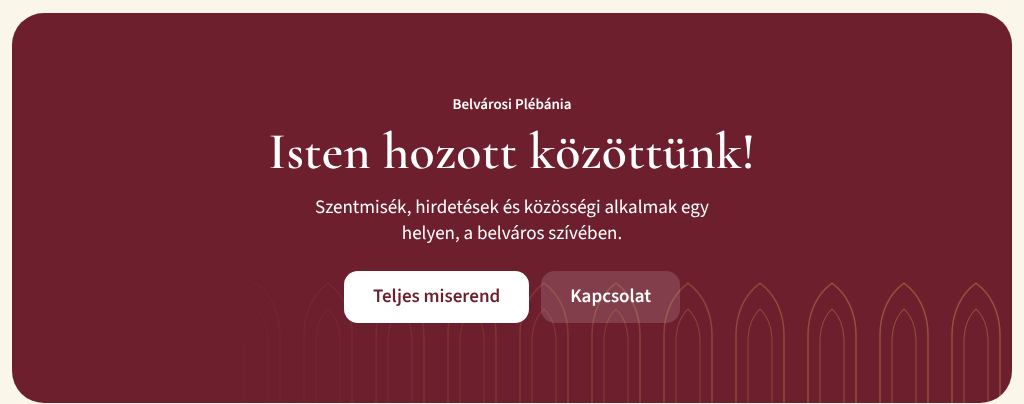 Belvárosi Plébánia
Isten hozott közöttünk!
Szentmisék, hirdetések és közösségi alkalmak egy
helyen, a belváros szívében.
Teljes miserend
Kapcsolat